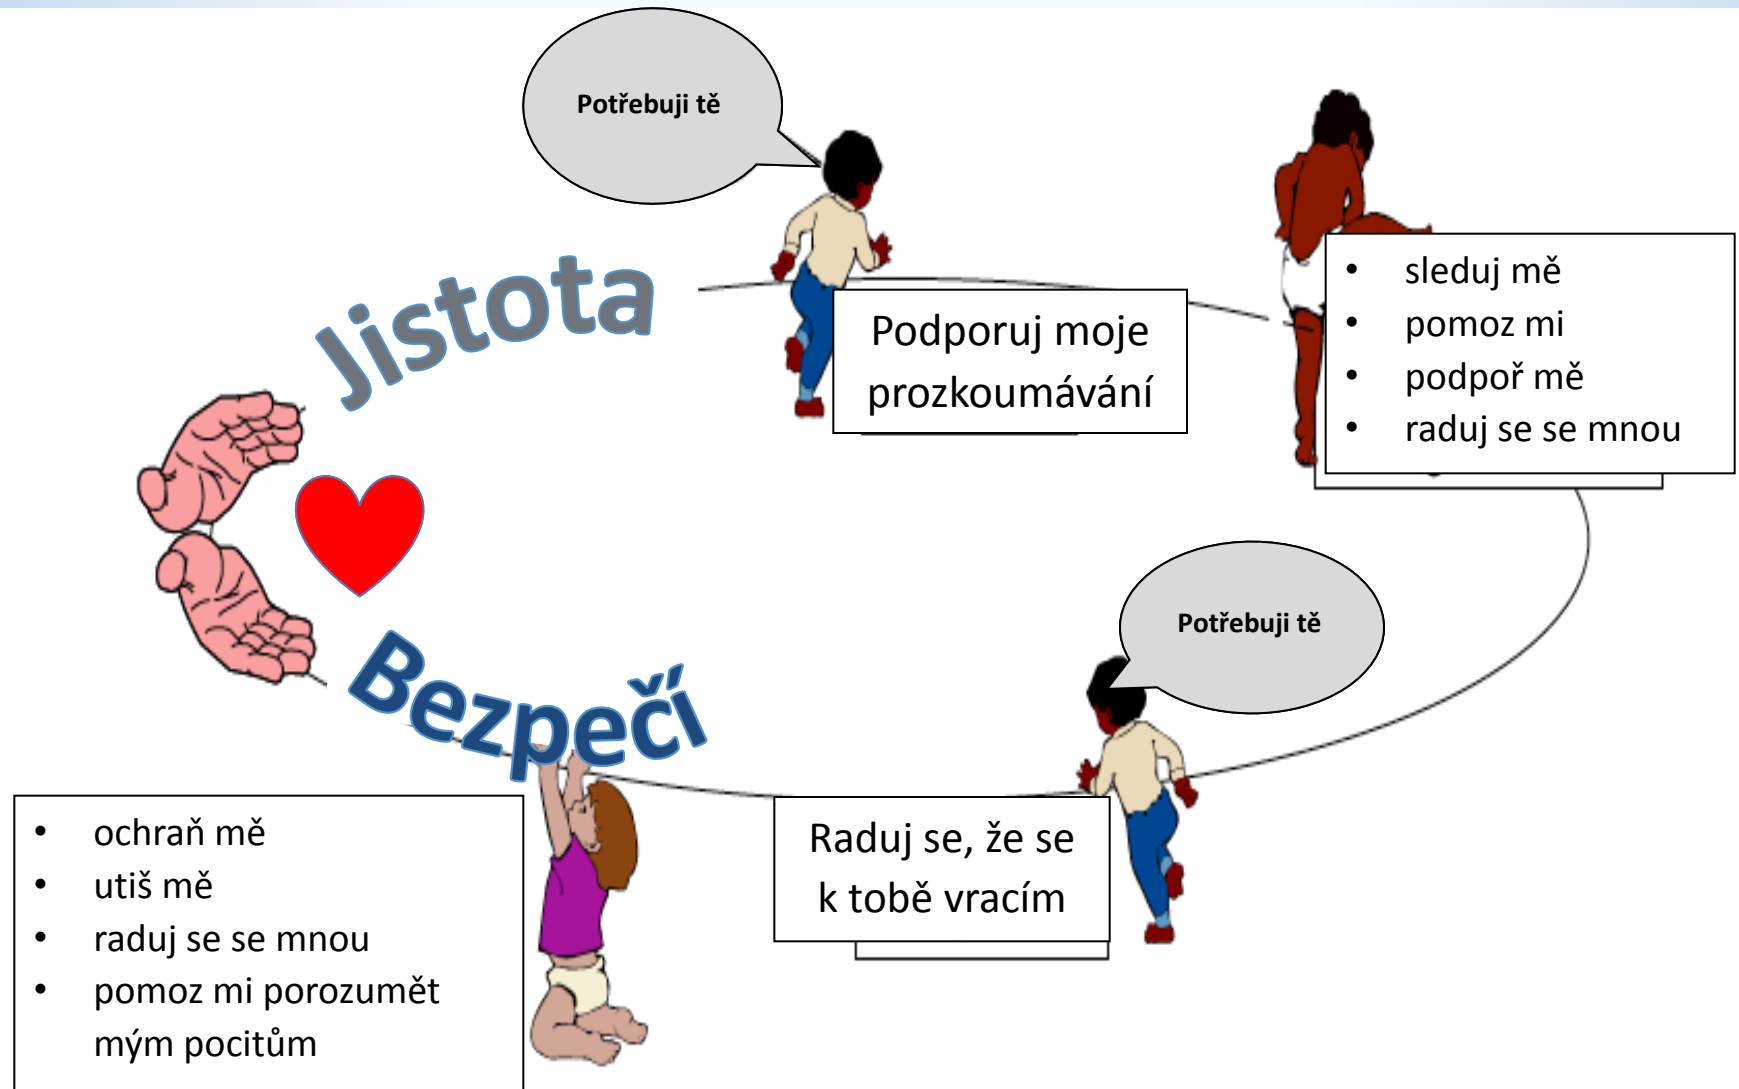 Potřebuji tě
Jistota
Podporuj moje
prozkoumávání
• sleduj mě
• pomoz mi
• podpoř mě
• raduj se se mnou
Potřebuji tě
Bezpečí
Raduj se, že se
k tobě vracím
• ochraň mě
• utiš mě
• raduj se se mnou
• pomoz mi porozumět
mým pocitům